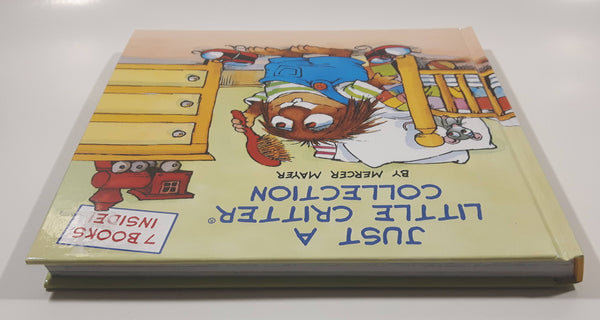 JUST A
LITTLE CRITTER®
COLLECTION
BY MERCER MAYER
7 BOOKS
INSIDE!